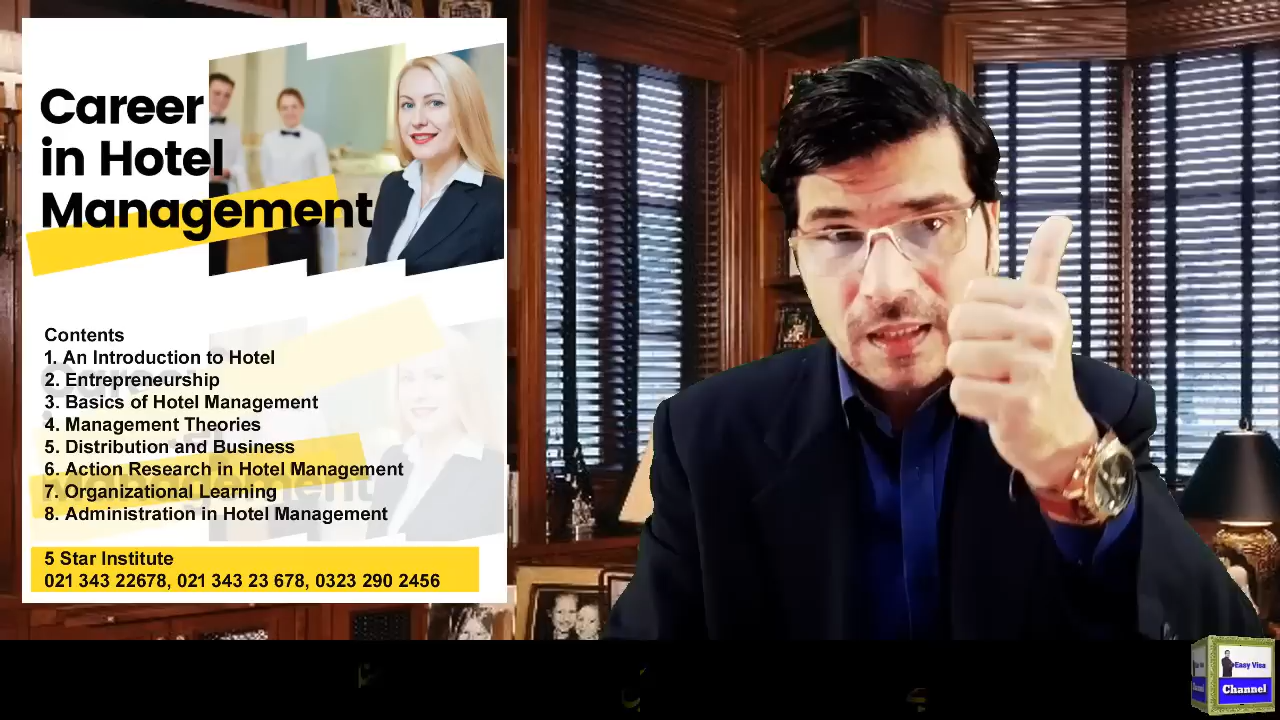 Career
in Hotel
Management
Contents
1. An Introduction to Hotel
2. Entrepreneurship
3. Basics of Hotel Management
4. Management Theories
5. Distribution and Business
6. Action Research in Hotel Management
7. Organizational Learning
8. Administration in Hotel Management
5 Star Institute
021 343 22678, 021 343 23 678, 0323 290 2456
Easy Visa
Channel